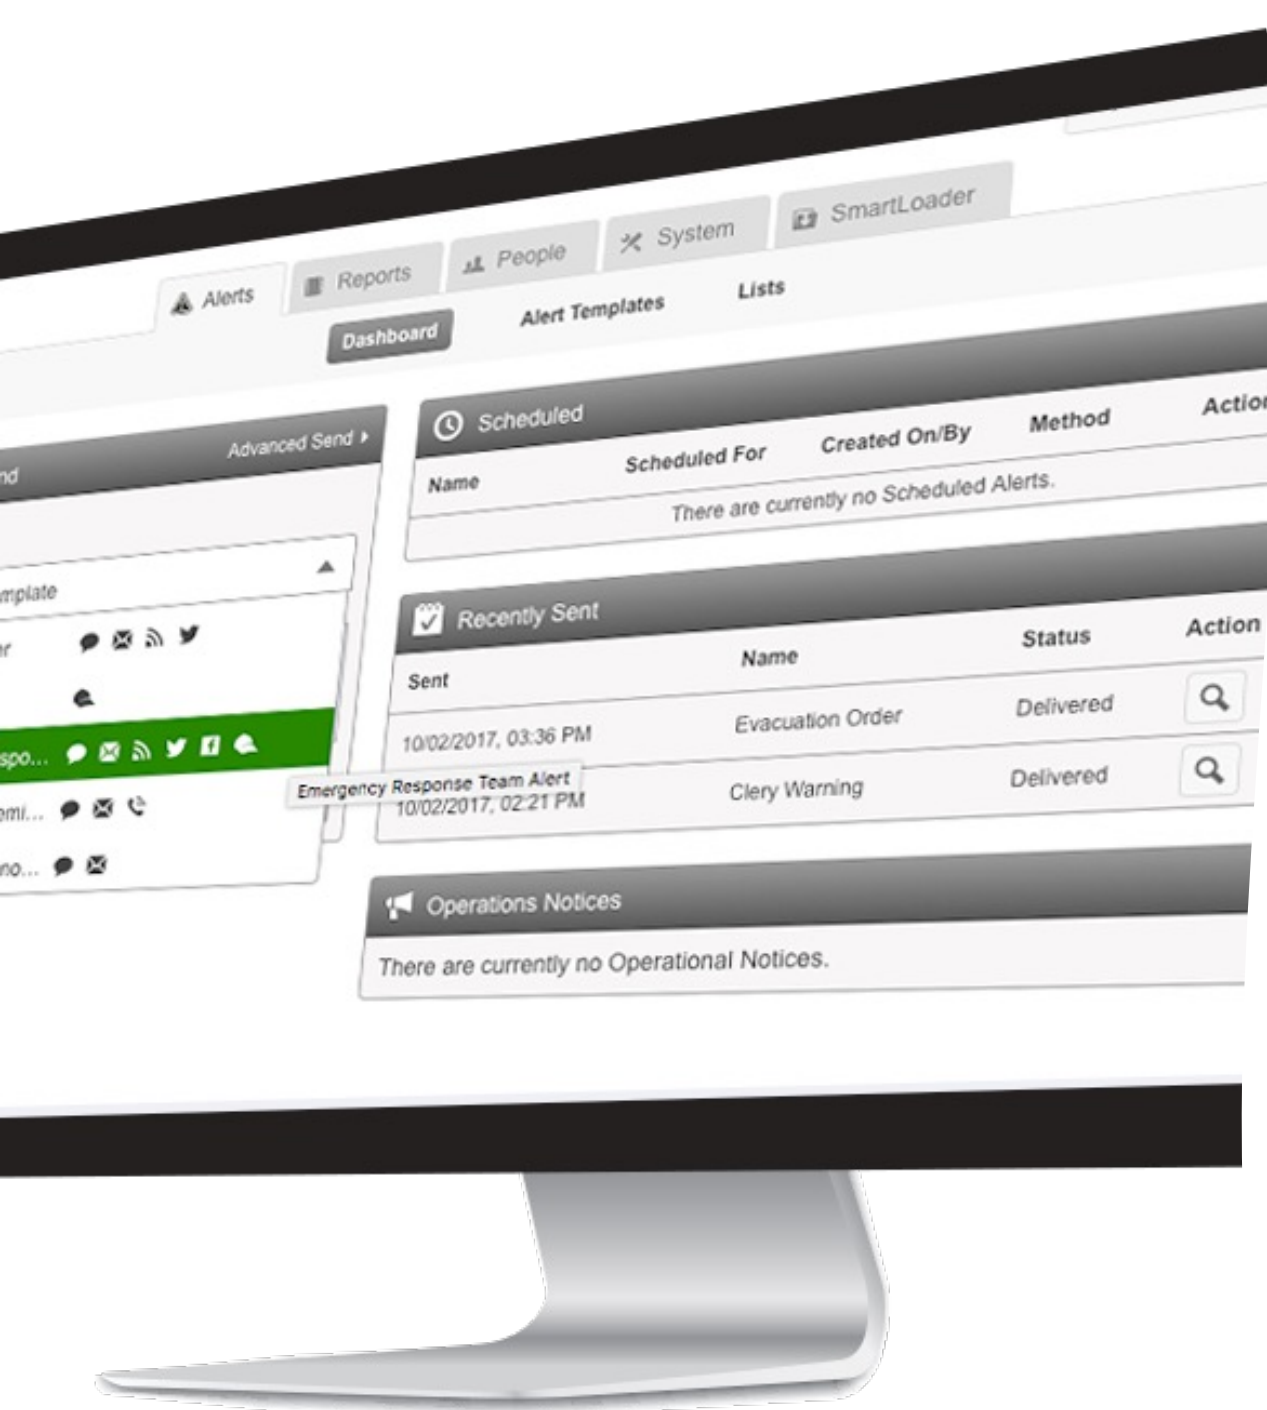 Alerts Reports People System SmartLoader
Dashboard Alert Templates Lists
Advanced Send
Scheduled
Name Scheduled For Created On/By Method
There are currently no Scheduled Alerts.
Recently Sent
Sent Name Status Action
10/02/2017, 03:36 PM Evacuation Order Delivered
Emergency Response Team Alert
10/02/2017, 02:21 PM Clery Warning Delivered
Operations Notices
There are currently no Operational Notices.